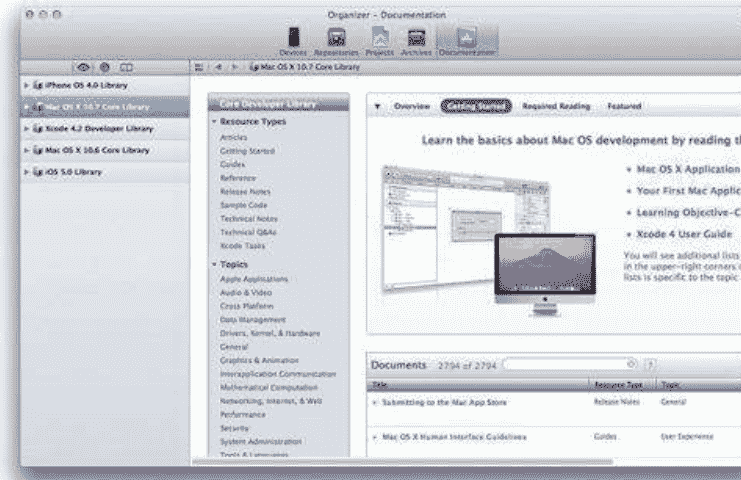 Organizer – Documentation
Devices Repositories Projects Archives Documentation
Mac OS X 10.7 Core Library
iPhone OS 4.0 Library
Mac OS X 10.7 Core Library
Xcode 4.2 Developer Library
Mac OS X 10.6 Core Library
iOS 5.0 Library
Core Developer Library
Resource Types
Articles
Getting Started
Guides
Reference
Release Notes
Sample Code
Technical Notes
Technical Q&As
Xcode Tasks
Topics
Apple Applications
Audio & Video
Cross Platform
Data Management
Drivers, Kernel, & Hardware
General
Graphics & Animation
Interapplication Communication
Mathematical Computation
Networking, Internet, & Web
Performance
Security
System Administration
Tools & Languages
Overview Getting Started Required Reading Featured
Learn the basics about Mac OS development by reading th
• Mac OS X Application
• Your First Mac Applic
• Learning Objective-C
• Xcode 4 User Guide
You will see additional lists
in the upper-right corners o
lists is specific to the topic
Documents 2794 of 2794
Title Resource Type Topic
Submitting to the Mac App Store Release Notes General
Mac OS X Human Interface Guidelines Guides User Experience